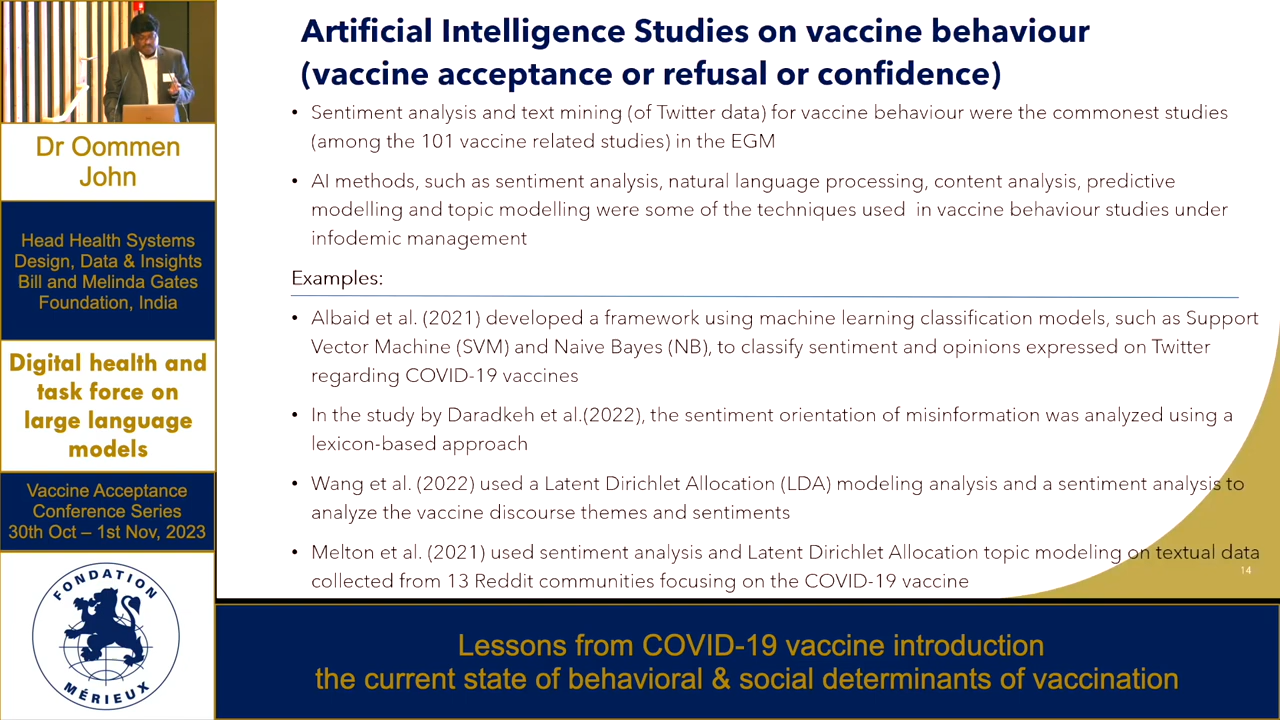 Dr Oommen
John
Head Health Systems
Design, Data & Insights
Bill and Melinda Gates
Foundation, India
Digital health and
task force on
large language
models
Vaccine Acceptance
Conference Series
30th Oct – 1st Nov, 2023
FONDATION
MÉRIEUX
Artificial Intelligence Studies on vaccine behaviour
(vaccine acceptance or refusal or confidence)
• Sentiment analysis and text mining (of Twitter data) for vaccine behaviour were the commonest studies
(among the 101 vaccine related studies) in the EGM
• AI methods, such as sentiment analysis, natural language processing, content analysis, predictive
modelling and topic modelling were some of the techniques used in vaccine behaviour studies under
infodemic management
Examples:
• Albaid et al. (2021) developed a framework using machine learning classification models, such as Support
Vector Machine (SVM) and Naive Bayes (NB), to classify sentiment and opinions expressed on Twitter
regarding COVID-19 vaccines
• In the study by Daradkeh et al.(2022), the sentiment orientation of misinformation was analyzed using a
lexicon-based approach
• Wang et al. (2022) used a Latent Dirichlet Allocation (LDA) modeling analysis and a sentiment analysis to
analyze the vaccine discourse themes and sentiments
• Melton et al. (2021) used sentiment analysis and Latent Dirichlet Allocation topic modeling on textual data
collected from 13 Reddit communities focusing on the COVID-19 vaccine
14
Lessons from COVID-19 vaccine introduction
the current state of behavioral & social determinants of vaccination